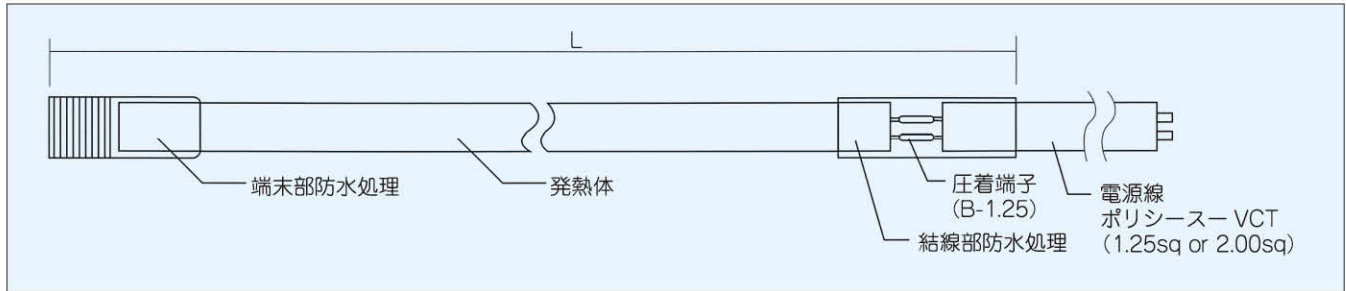 L
端末部防水処理
発熱体
圧着端子
(B-1.25)
結線部防水処理
電源線
ポリシースー VCT
(1.25sq or 2.00sq)